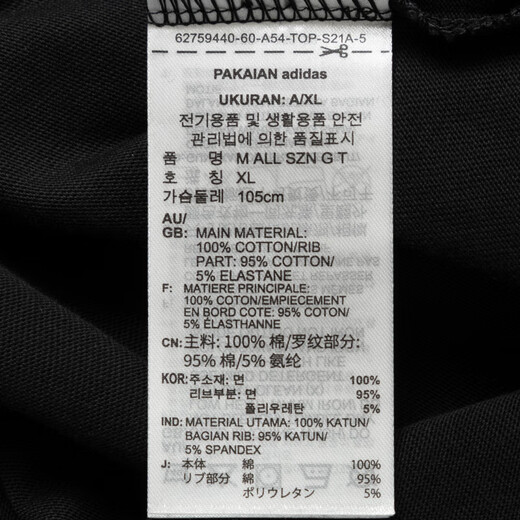 62759440-60-A54-TOP-S21A-5
PAKAIAN adidas
UKURAN: A/XL
전기용품 및 생활용품 안전
관리법에 의한 품질표시
품 명 M ALL SZN G T
호 칭 XL
가슴둘레 105cm
AU/
GB: MAIN MATERIAL:
100% COTTON/RIB
PART: 95% COTTON/
5% ELASTANE
F: MATIERE PRINCIPALE:
100% COTON/EMPIECEMENT
EN BORD COTE: 95% COTON/
5% ÉLASTHANNE
CN: 主料: 100% 棉/罗纹部分:
95% 棉/5% 氨纶
KOR: 주소재: 면 100%
리브부분: 면 95%
폴리우레탄 5%
IND: MATERIAL UTAMA: 100% KATUN/
BAGIAN RIB: 95% KATUN/
5% SPANDEX
J: 本体 綿 100%
リブ部分 綿 95%
ポリウレタン 5%